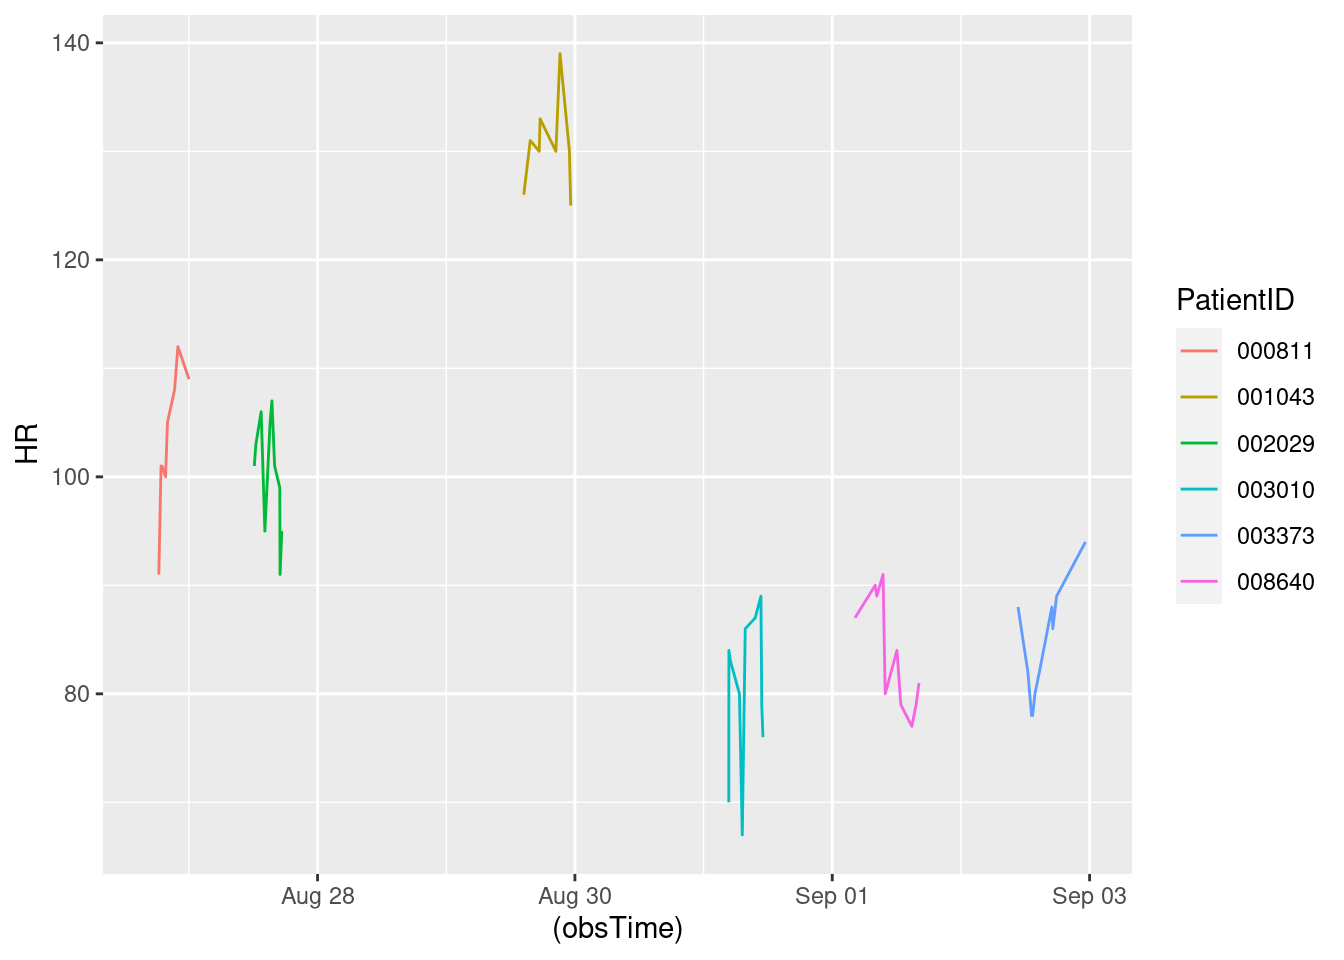 140
120
100
80
HR
Aug 28
Aug 30
Sep 01
Sep 03
(obsTime)
PatientID
000811
001043
002029
003010
003373
008640